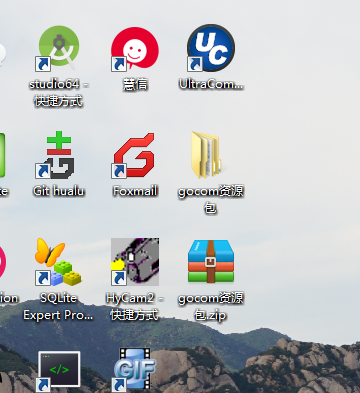 studio64 -
快捷方式
慧信
UltraCom...
UC
te
Git hualu
Foxmail
gocom资源
包
ion
SQLite
Expert Pro...
HyCam2 -
快捷方式
gocom资源
包.zip
</>
GIF